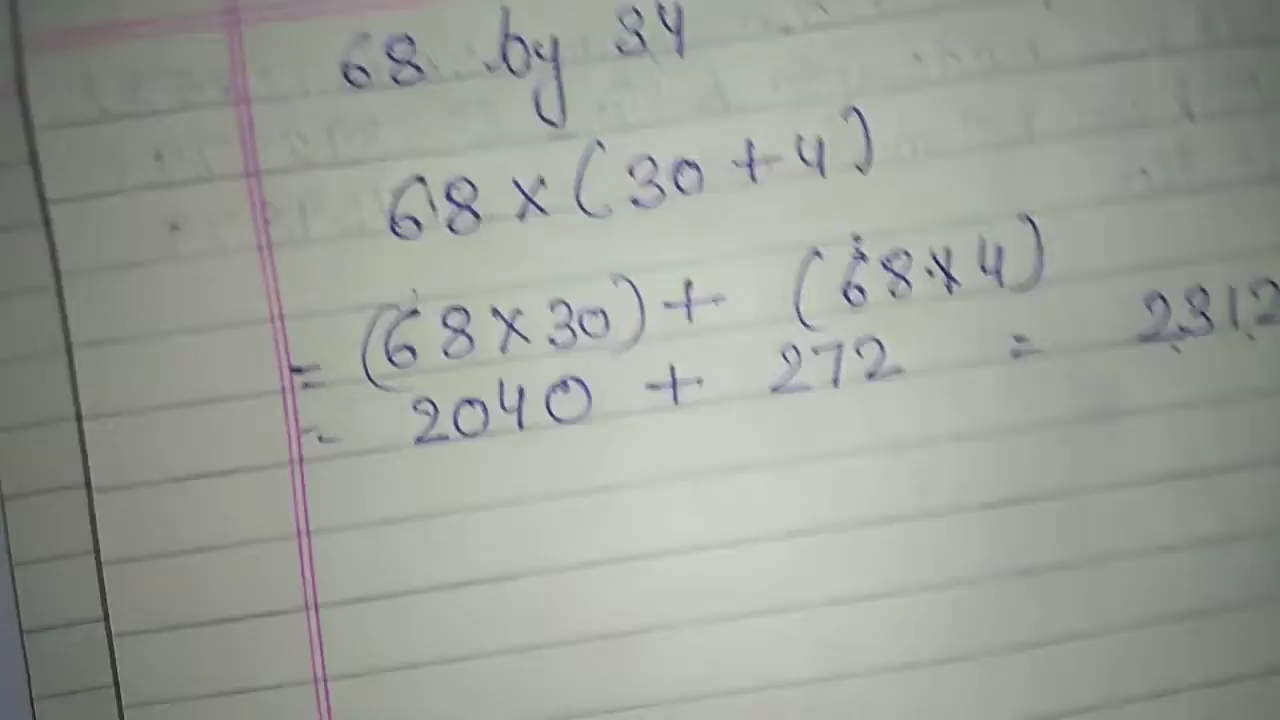 68 by 34
68 × (30 + 4)
= (68 × 30) + (68 × 4)
= 2040 + 272 = 2312